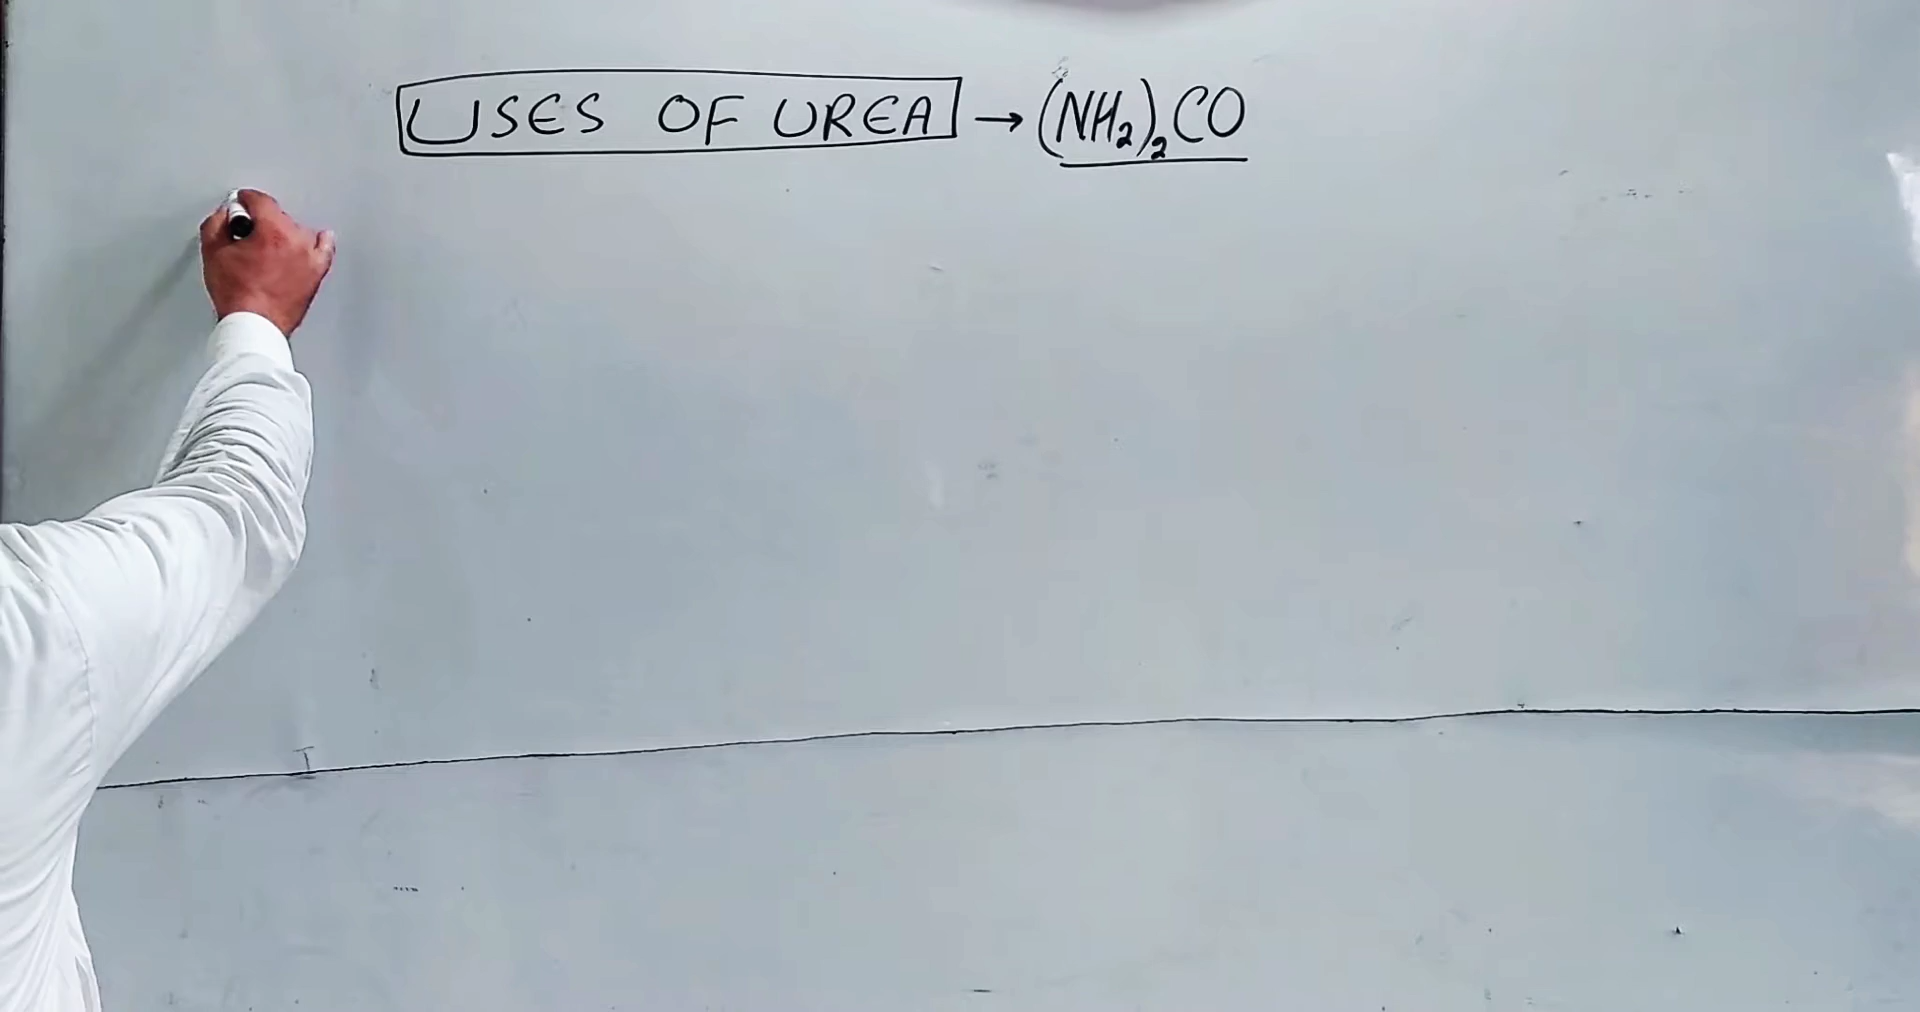 USES OF UREA → (NH₂)₂CO